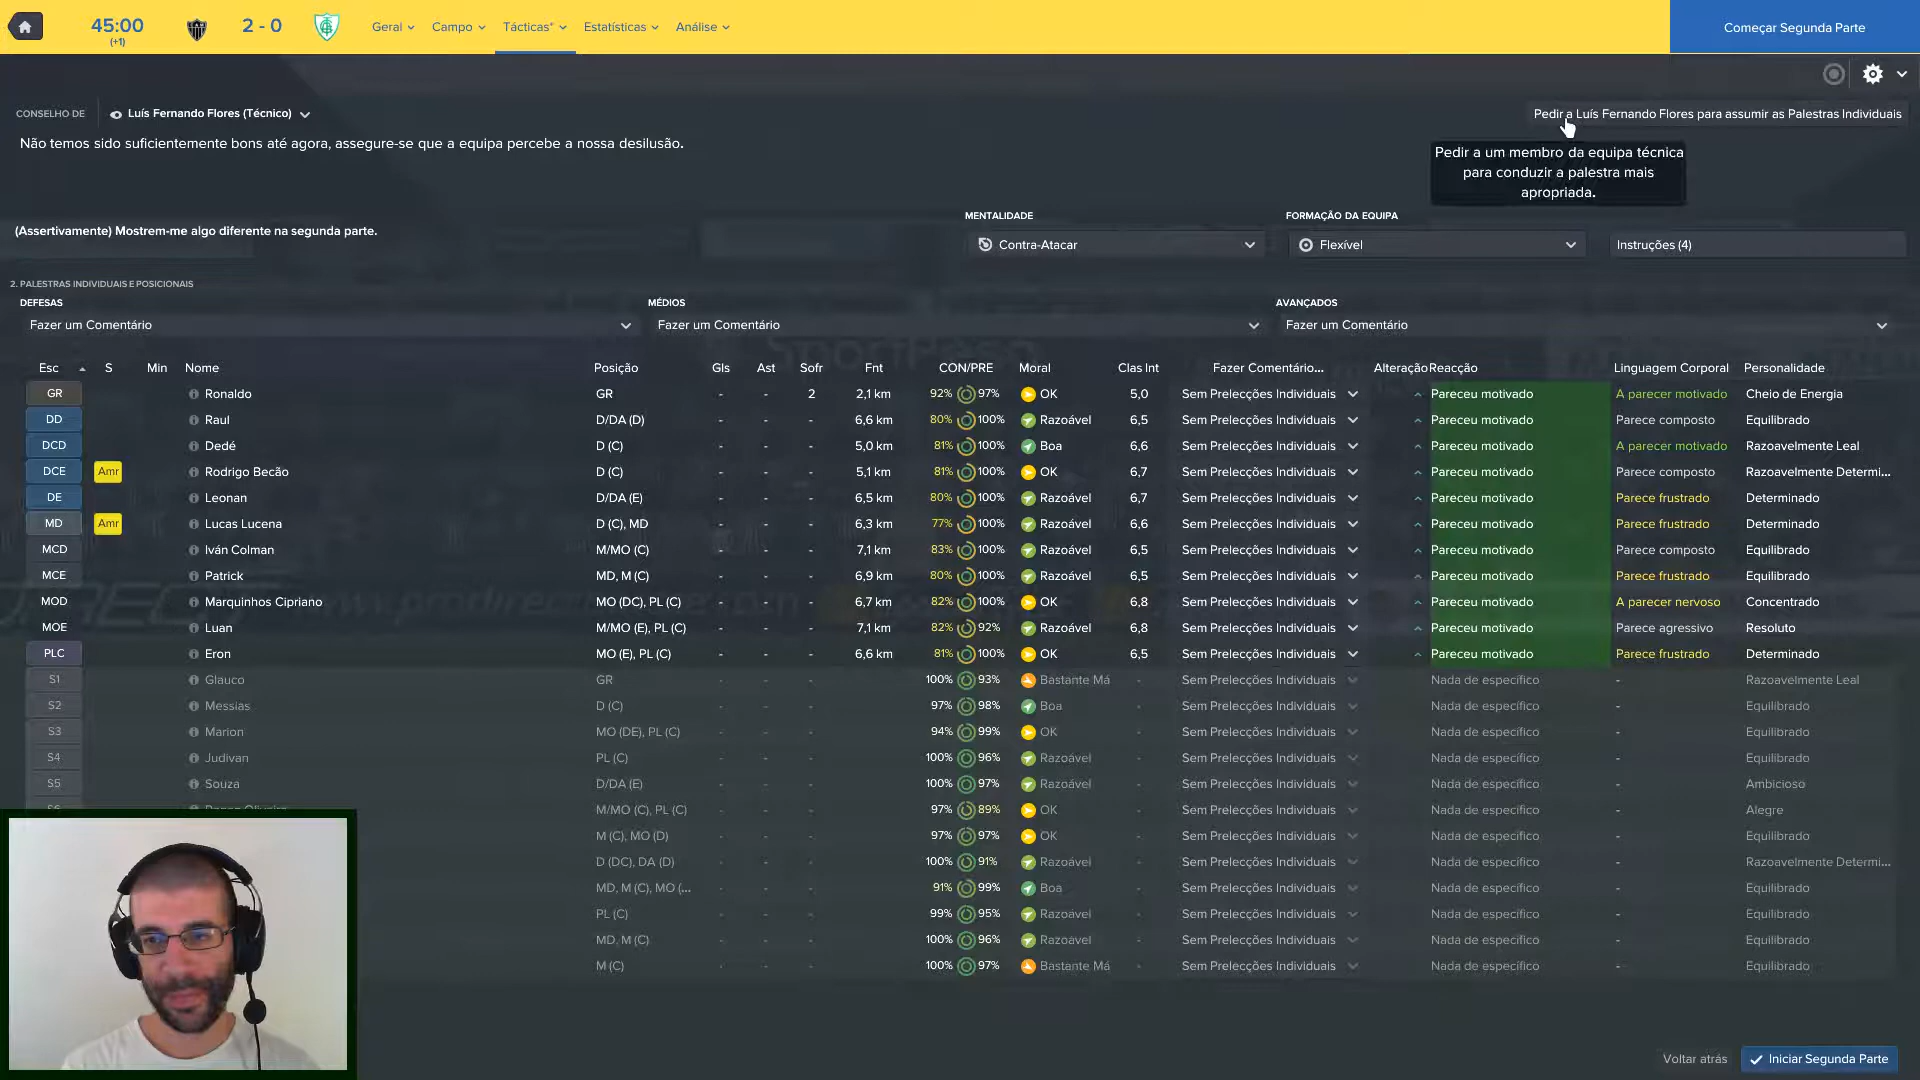 45:00
(+1)
2 - 0
Geral
Campo
Tácticas*
Estatísticas
Análise
Começar Segunda Parte
CONSELHO DE
Luís Fernando Flores (Técnico)
Pedir a Luís Fernando Flores para assumir as Palestras Individuais
Não temos sido suficientemente bons até agora, assegure-se que a equipa percebe a nossa desilusão.
Pedir a um membro da equipa técnica
para conduzir a palestra mais
apropriada.
MENTALIDADE
FORMAÇÃO DA EQUIPA
(Assertivamente) Mostrem-me algo diferente na segunda parte.
Contra-Atacar
Flexível
Instruções (4)
2. PALESTRAS INDIVIDUAIS E POSICIONAIS
DEFESAS
MÉDIOS
AVANÇADOS
Fazer um Comentário
Fazer um Comentário
Fazer um Comentário
Esc S Min Nome Posição Gls Ast Sofr Fnt CON/PRE Moral Clas Int Fazer Comentário... Alteração Reacção Linguagem Corporal Personalidade
GR Ronaldo GR - - 2 2,1 km 92% 97% OK 5,0 Sem Prelecções Individuais Pareceu motivado A parecer motivado Cheio de Energia
DD Raul D/DA (D) - - - 6,6 km 80% 100% Razoável 6,5 Sem Prelecções Individuais Pareceu motivado Parece composto Equilibrado
DCD Dedé D (C) - - - 5,0 km 81% 100% Boa 6,6 Sem Prelecções Individuais Pareceu motivado A parecer motivado Razoavelmente Leal
DCE Amr Rodrigo Becão D (C) - - - 5,1 km 81% 100% OK 6,7 Sem Prelecções Individuais Pareceu motivado Parece composto Razoavelmente Determi...
DE Leonan D/DA (E) - - - 6,5 km 80% 100% Razoável 6,7 Sem Prelecções Individuais Pareceu motivado Parece frustrado Determinado
MD Amr Lucas Lucena D (C), MD - - - 6,3 km 77% 100% Razoável 6,6 Sem Prelecções Individuais Pareceu motivado Parece frustrado Determinado
MCD Iván Colman M/MO (C) - - - 7,1 km 83% 100% Razoável 6,5 Sem Prelecções Individuais Pareceu motivado Parece composto Equilibrado
MCE Patrick MD, M (C) - - - 6,9 km 80% 100% Razoável 6,5 Sem Prelecções Individuais Pareceu motivado Parece frustrado Equilibrado
MOD Marquinhos Cipriano MO (DC), PL (C) - - - 6,7 km 82% 100% OK 6,8 Sem Prelecções Individuais Pareceu motivado A parecer nervoso Concentrado
MOE Luan M/MO (E), PL (C) - - - 7,1 km 82% 92% Razoável 6,8 Sem Prelecções Individuais Pareceu motivado Parece agressivo Resoluto
PLC Eron MO (E), PL (C) - - - 6,6 km 81% 100% OK 6,5 Sem Prelecções Individuais Pareceu motivado Parece frustrado Determinado
S1 Glauco GR - - - 100% 93% Bastante Má - Sem Prelecções Individuais Nada de específico - Razoavelmente Leal
S2 Messias D (C) - - - 97% 98% Boa - Sem Prelecções Individuais Nada de específico - Equilibrado
S3 Marion MO (DE), PL (C) - - - 94% 99% OK - Sem Prelecções Individuais Nada de específico - Equilibrado
S4 Judivan PL (C) - - - 100% 96% Razoável - Sem Prelecções Individuais Nada de específico - Equilibrado
S5 Souza D/DA (E) - - - 100% 97% Razoável - Sem Prelecções Individuais Nada de específico - Ambicioso
S6 M/MO (C), PL (C) - - - 97% 89% OK - Sem Prelecções Individuais Nada de específico - Alegre
M (C), MO (D) - - - 97% 97% OK - Sem Prelecções Individuais Nada de específico - Equilibrado
D (DC), DA (D) - - - 100% 91% Razoável - Sem Prelecções Individuais Nada de específico - Razoavelmente Determi...
MD, M (C), MO (... - - - 91% 99% Boa - Sem Prelecções Individuais Nada de específico - Equilibrado
PL (C) - - - 99% 95% Razoável - Sem Prelecções Individuais Nada de específico - Equilibrado
MD, M (C) - - - 100% 96% Razoável - Sem Prelecções Individuais Nada de específico - Equilibrado
M (C) - - - 100% 97% Bastante Má - Sem Prelecções Individuais Nada de específico - Equilibrado
Voltar atrás
Iniciar Segunda Parte